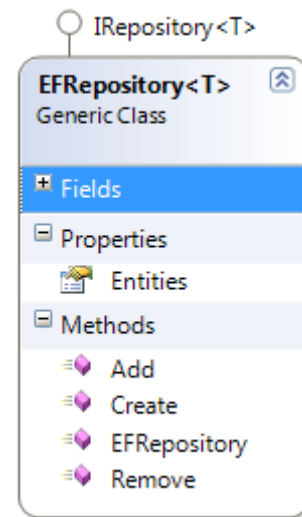 IRepository<T>
EFRepository<T>
Generic Class
Fields
Properties
Entities
Methods
Add
Create
EFRepository
Remove